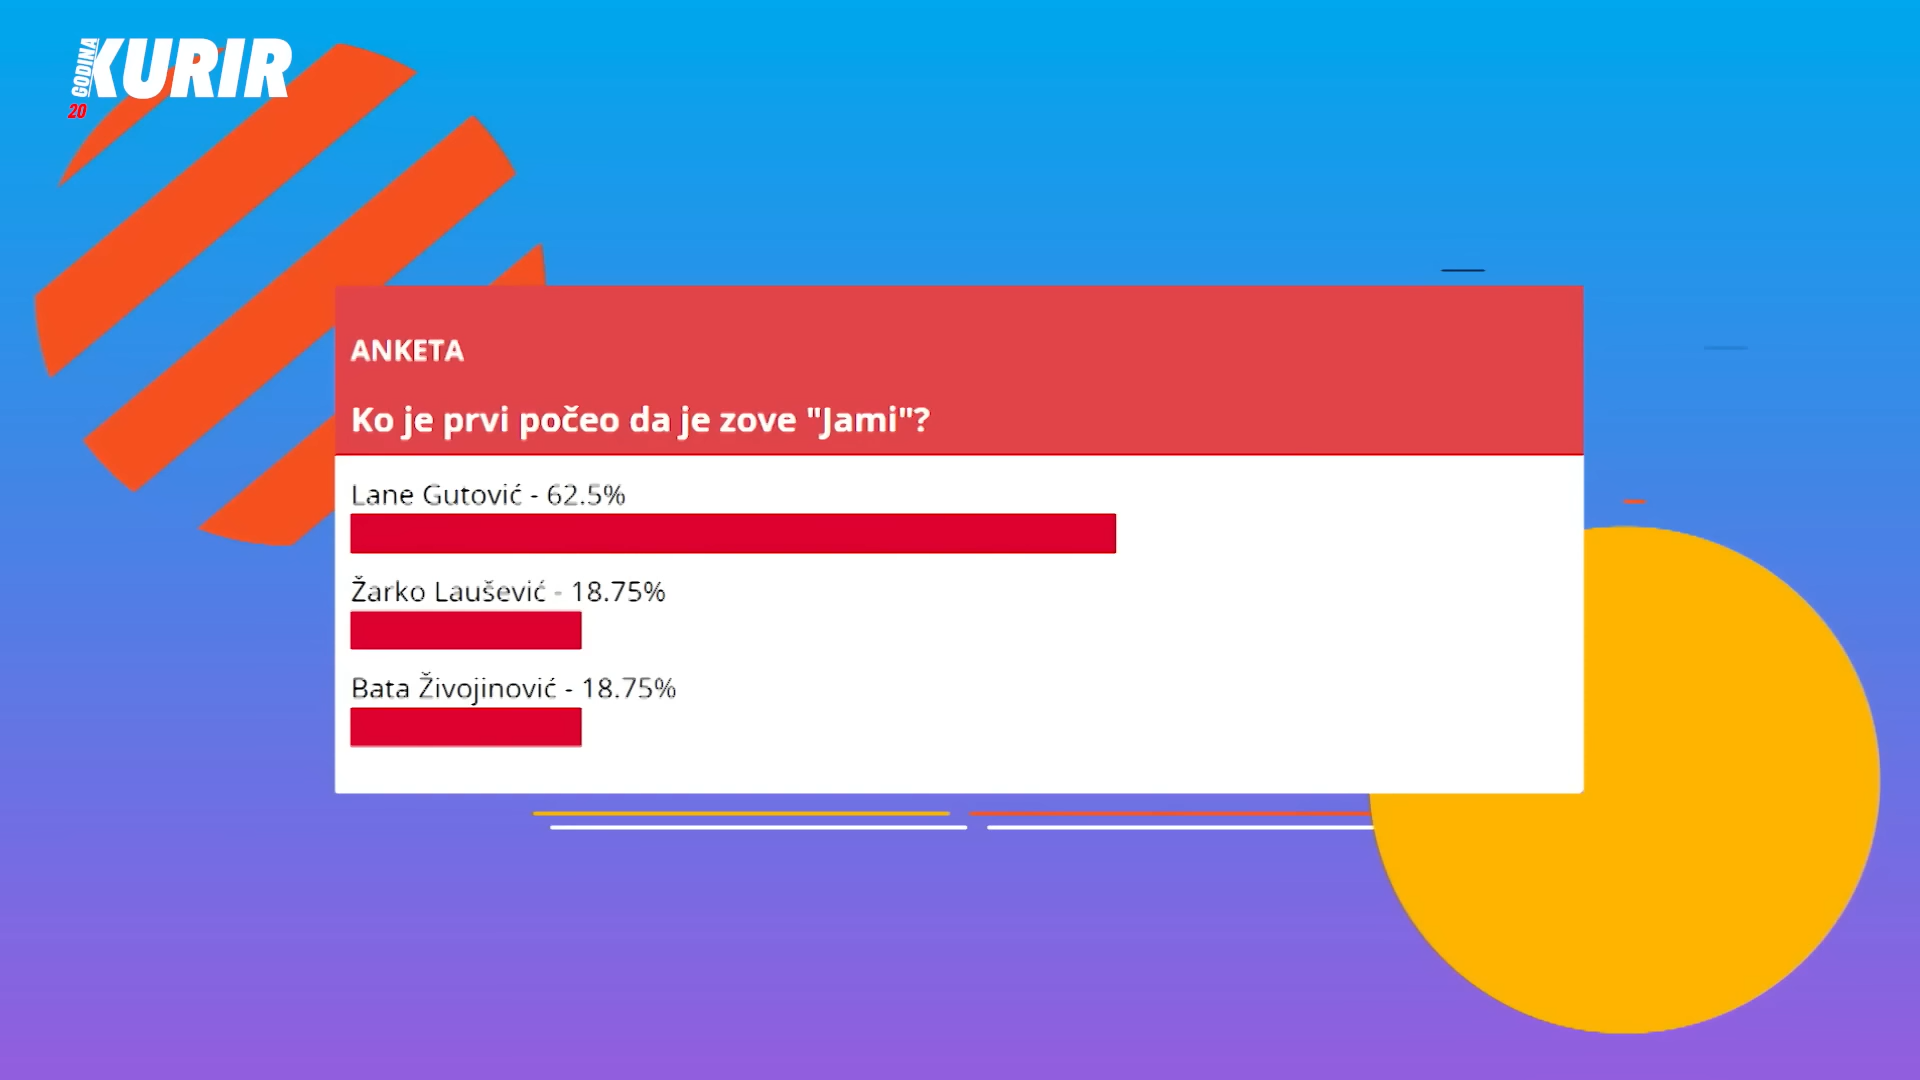 20 GODINA KURIR
ANKETA
Ko je prvi počeo da je zove "Jami"?
Lane Gutović - 62.5%
Žarko Laušević - 18.75%
Bata Živojinović - 18.75%